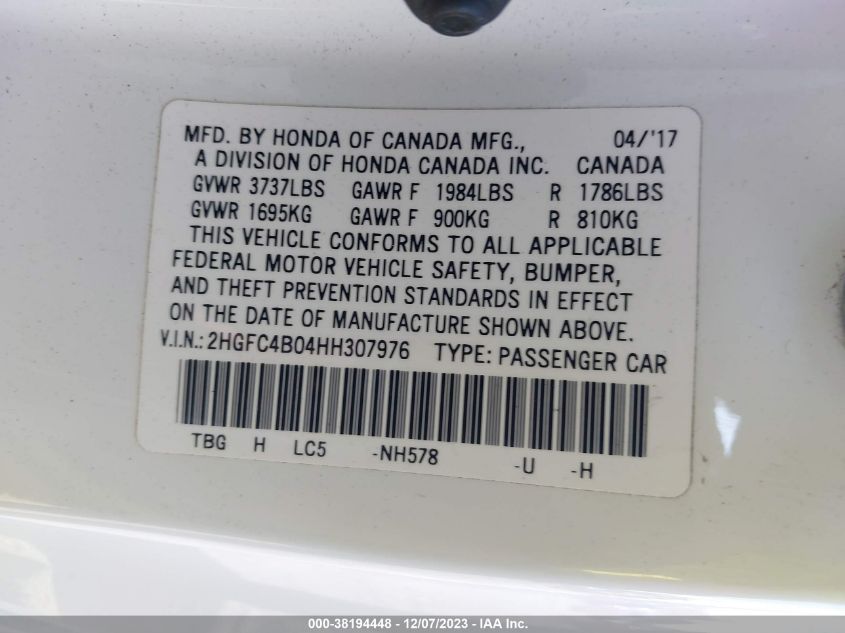 MFD. BY HONDA OF CANADA MFG., 04/'17
A DIVISION OF HONDA CANADA INC. CANADA
GVWR 3737LBS GAWR F 1984LBS R 1786LBS
GVWR 1695KG GAWR F 900KG R 810KG
THIS VEHICLE CONFORMS TO ALL APPLICABLE
FEDERAL MOTOR VEHICLE SAFETY, BUMPER,
AND THEFT PREVENTION STANDARDS IN EFFECT
ON THE DATE OF MANUFACTURE SHOWN ABOVE.
V.I.N.: 2HGFC4B04HH307976 TYPE: PASSENGER CAR
TBG H LC5 -NH578 -U -H
000-38194448 - 12/07/2023 - IAA Inc.